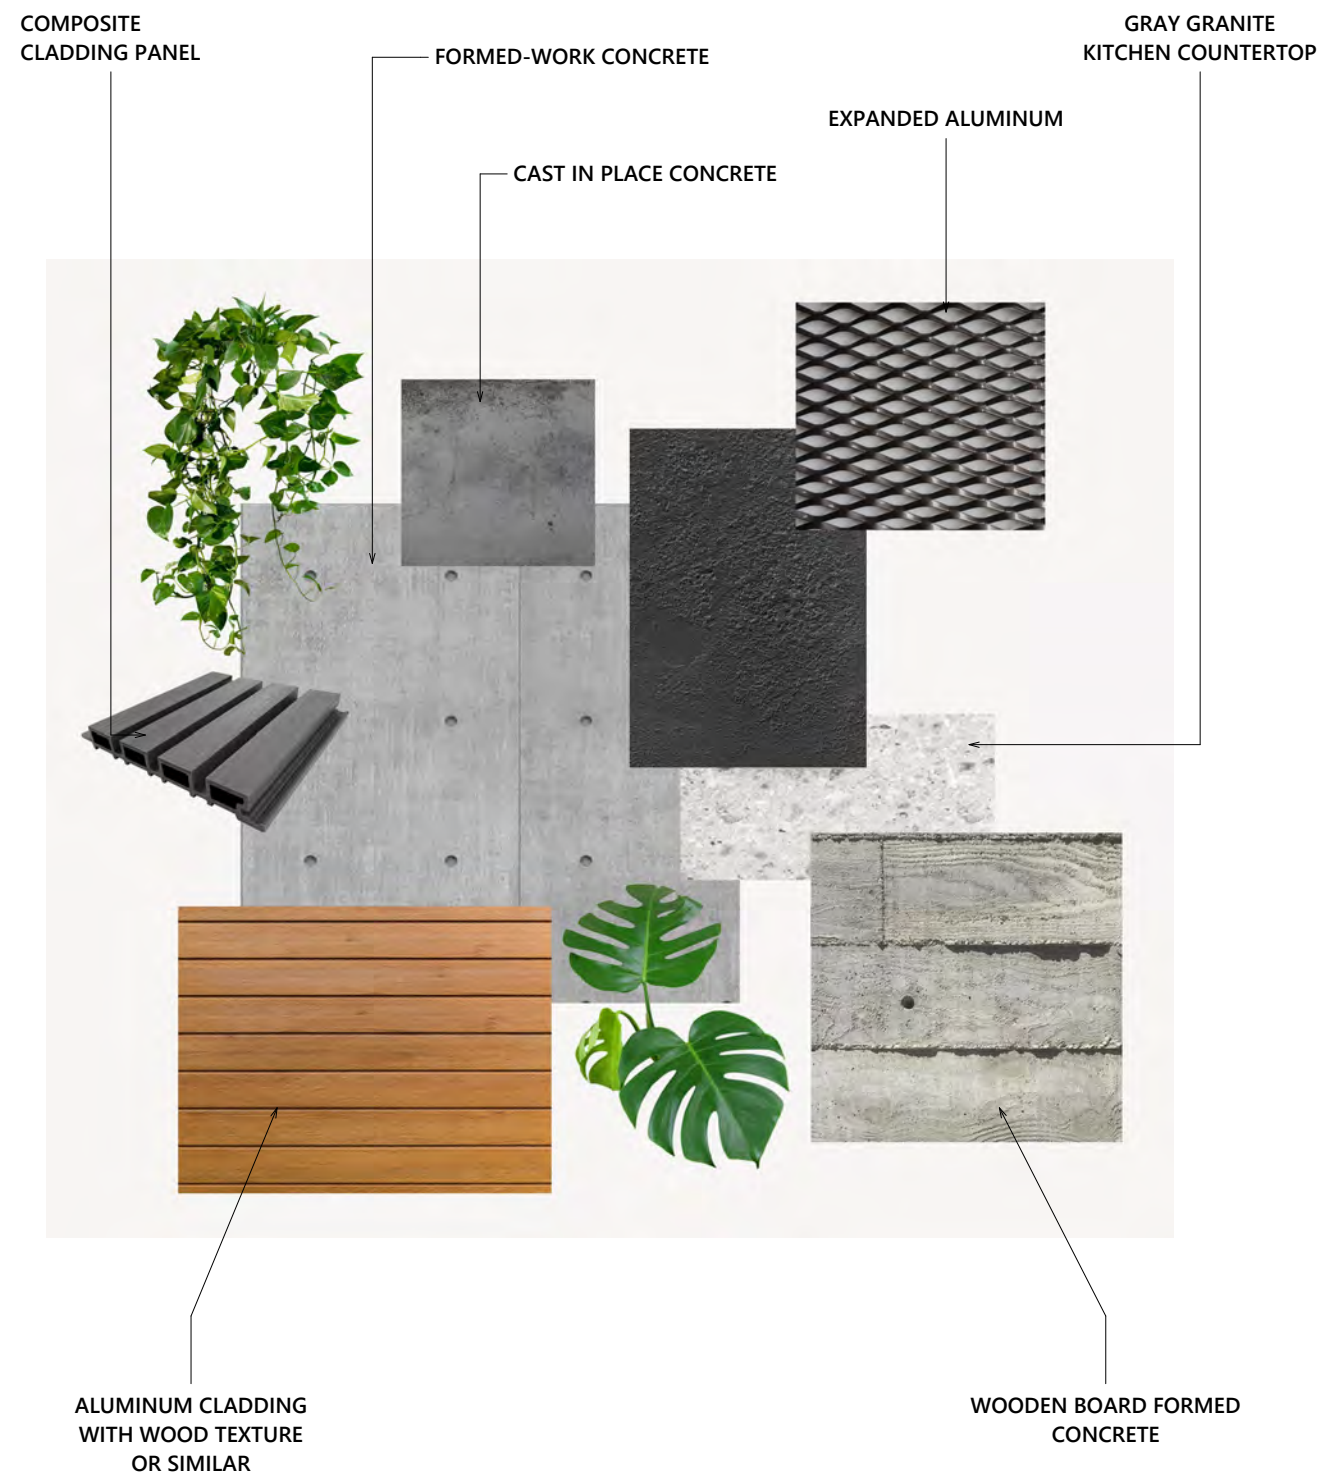 COMPOSITE
CLADDING PANEL
FORMED-WORK CONCRETE
GRAY GRANITE
KITCHEN COUNTERTOP
EXPANDED ALUMINUM
CAST IN PLACE CONCRETE
ALUMINUM CLADDING
WITH WOOD TEXTURE
OR SIMILAR
WOODEN BOARD FORMED
CONCRETE